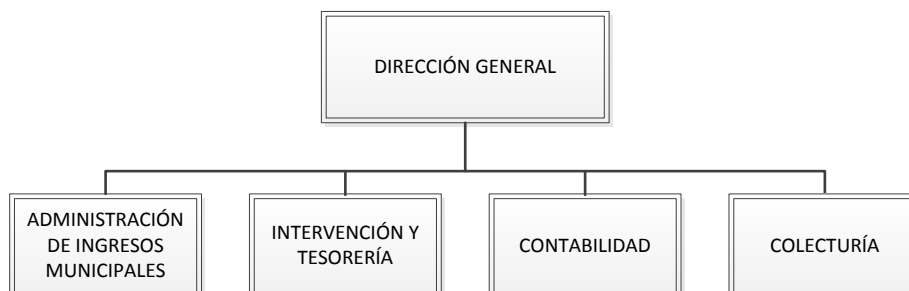 DIRECCIÓN GENERAL
ADMINISTRACIÓN
DE INGRESOS
MUNICIPALES
INTERVENCIÓN Y
TESORERÍA
CONTABILIDAD
COLECTURÍA